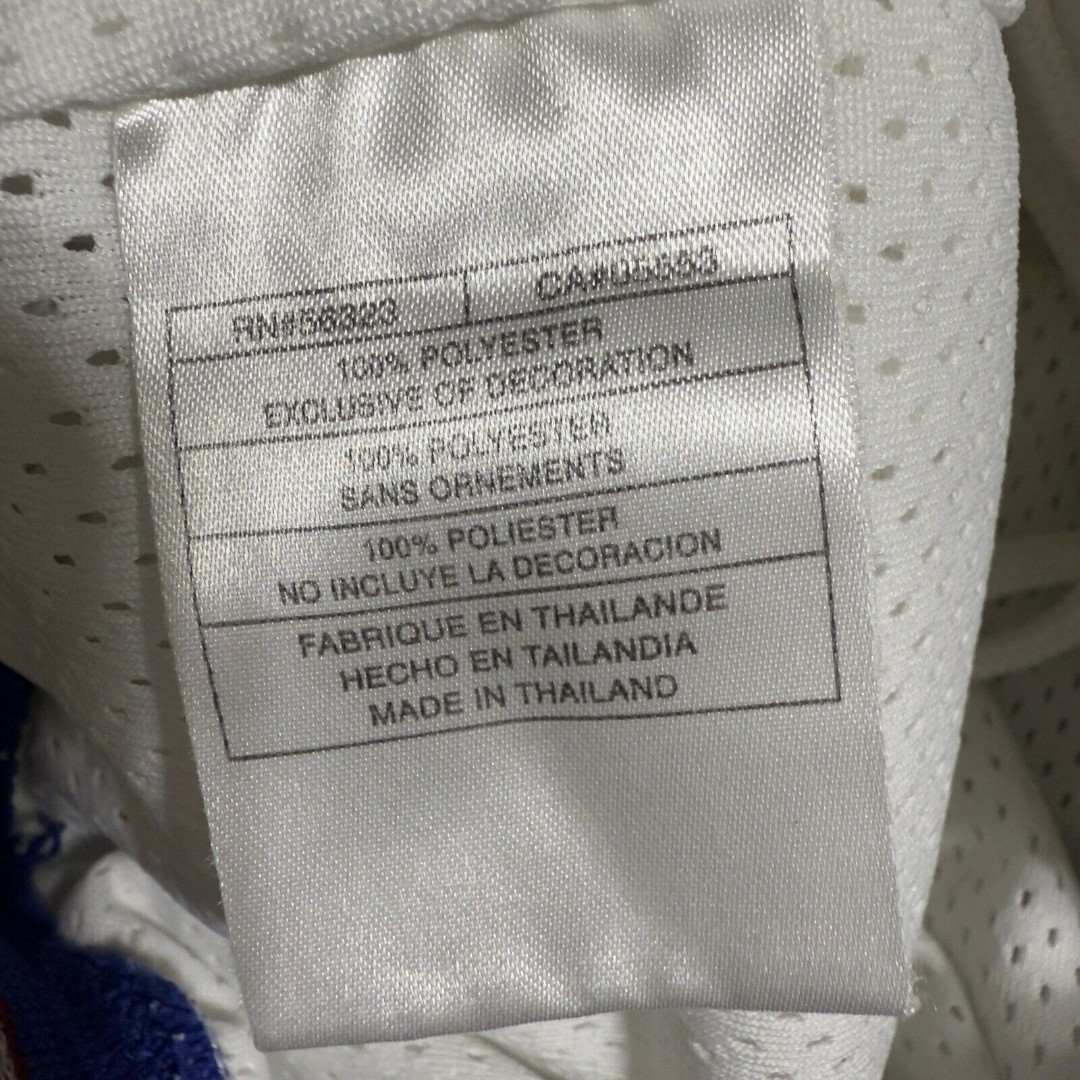 RN#56323 CA#05553
100% POLYESTER
EXCLUSIVE OF DECORATION
100% POLYESTER
SANS ORNEMENTS
100% POLIESTER
NO INCLUYE LA DECORACION
FABRIQUE EN THAILANDE
HECHO EN TAILANDIA
MADE IN THAILAND